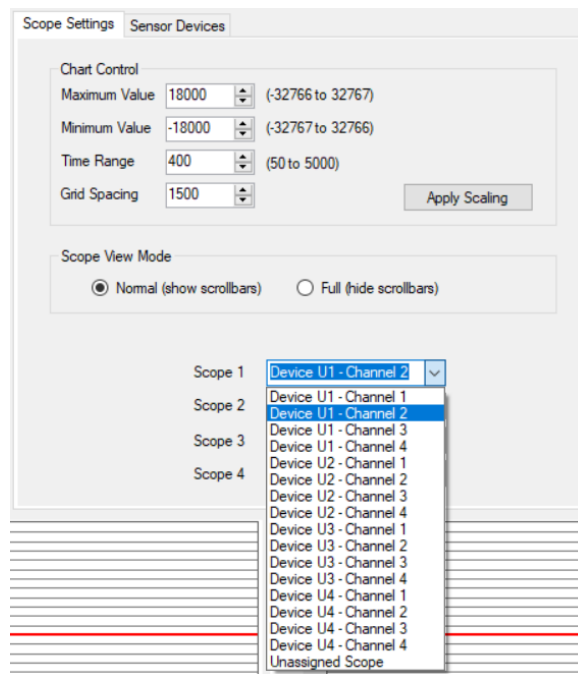 Scope Settings Sensor Devices
Chart Control
Maximum Value 18000 (-32766 to 32767)
Minimum Value -18000 (-32767 to 32766)
Time Range 400 (50 to 5000)
Grid Spacing 1500 Apply Scaling
Scope View Mode
Normal (show scrollbars) Full (hide scrollbars)
Scope 1 Device U1 - Channel 2
Scope 2
Scope 3
Scope 4
Device U1 - Channel 1
Device U1 - Channel 2
Device U1 - Channel 3
Device U1 - Channel 4
Device U2 - Channel 1
Device U2 - Channel 2
Device U2 - Channel 3
Device U2 - Channel 4
Device U3 - Channel 1
Device U3 - Channel 2
Device U3 - Channel 3
Device U3 - Channel 4
Device U4 - Channel 1
Device U4 - Channel 2
Device U4 - Channel 3
Device U4 - Channel 4
Unassigned Scope